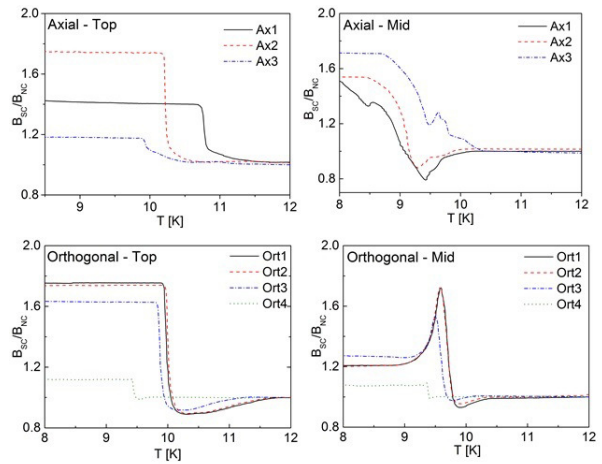 Axial - Top
Ax1
Ax2
Ax3
B_SC/B_NC
2.0
1.6
1.2
0.8
9
10
11
12
T [K]
Axial - Mid
Ax1
Ax2
Ax3
B_SC/B_NC
2.0
1.6
1.2
0.8
8
9
10
11
12
T [K]
Orthogonal - Top
Ort1
Ort2
Ort3
Ort4
B_SC/B_NC
2.0
1.6
1.2
0.8
8
9
10
11
12
T [K]
Orthogonal - Mid
Ort1
Ort2
Ort3
Ort4
B_SC/B_NC
2.0
1.6
1.2
0.8
8
9
10
11
12
T [K]